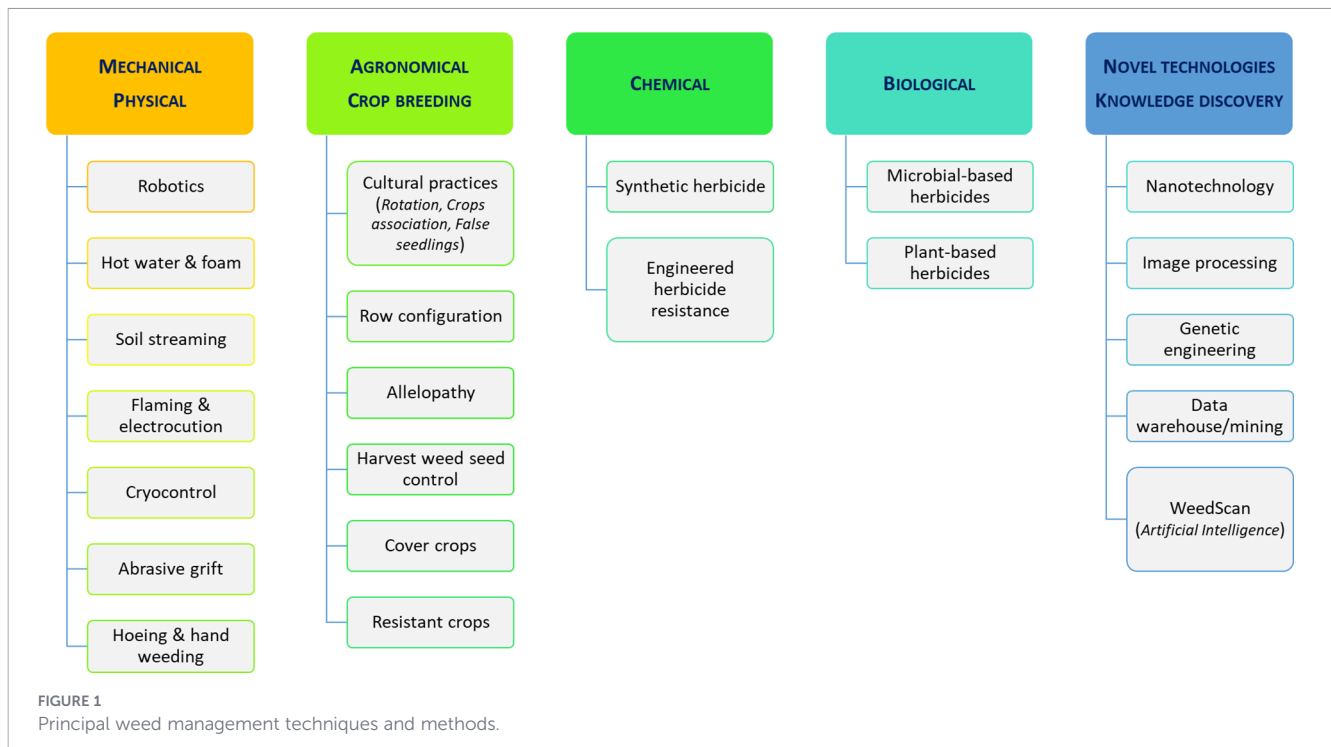 MECHANICAL
PHYSICAL
Robotics
Hot water & foam
Soil streaming
Flaming &
electrocution
Cryocontrol
Abrasive grift
Hoeing & hand
weeding
AGRONOMICAL
CROP BREEDING
Cultural practices
(Rotation, Crops
association, False
seedlings)
Row configuration
Allelopathy
Harvest weed seed
control
Cover crops
Resistant crops
CHEMICAL
Synthetic herbicide
Engineered
herbicide
resistance
BIOLOGICAL
Microbial-based
herbicides
Plant-based
herbicides
NOVEL TECHNOLOGIES
KNOWLEDGE DISCOVERY
Nanotechnology
Image processing
Genetic
engineering
Data
warehouse/mining
WeedScan
(Artificial Intelligence)
FIGURE 1
Principal weed management techniques and methods.